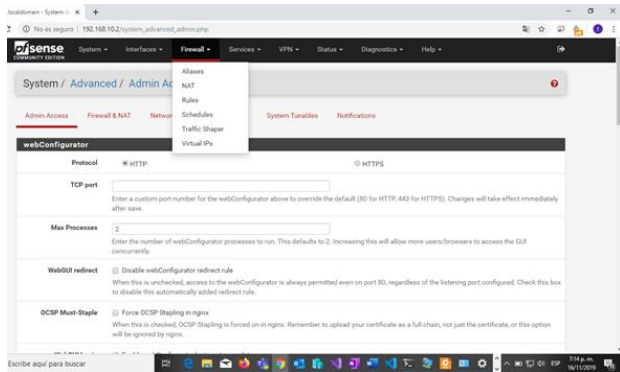 localdomain - System: A
No es seguro | 192.168.10.2/system_advanced_admin.php
pfsense COMMUNITY EDITION
System Interfaces Firewall Services VPN Status Diagnostics Help
Aliases
NAT
Rules
Schedules
Traffic Shaper
Virtual IPs
System / Advanced / Admin Ac
Admin Access Firewall & NAT Networ System Tunables Notifications
webConfigurator
Protocol HTTP HTTPS
TCP port
Enter a custom port number for the webConfigurator above to override the default (80 for HTTP, 443 for HTTPS). Changes will take effect immediately
after save.
Max Processes 2
Enter the number of webConfigurator processes to run. This defaults to 2. Increasing this will allow more users/browsers to access the GUI
concurrently.
WebGUI redirect Disable webConfigurator redirect rule
When this is unchecked, access to the webConfigurator is always permitted even on port 80, regardless of the listening port configured. Check this box
to disable this automatically added redirect rule.
OCSP Must-Staple Force OCSP Stapling in nginx
When this is checked, OCSP Stapling is forced on in nginx. Remember to upload your certificate as a full chain, not just the certificate, or this option
will be ignored by nginx.
Escribe aquí para buscar
ESP
7:14 p. m.
16/11/2019